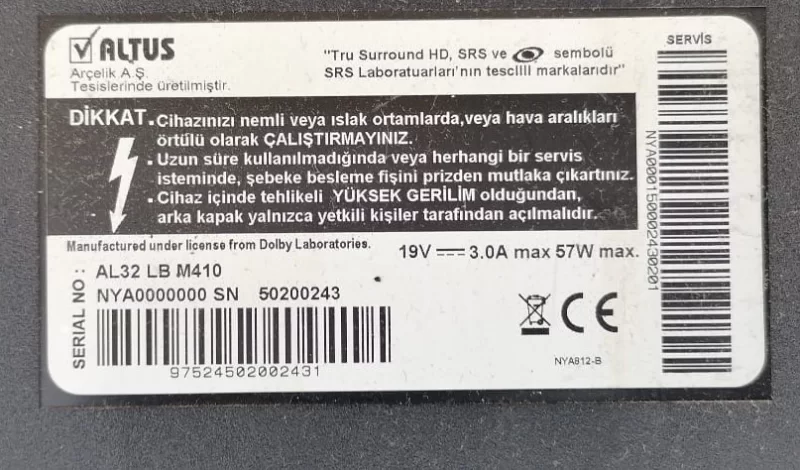 ALTUS
Arçelik A.Ş.
Tesislerinde üretilmiştir.
"Tru Surround HD, SRS ve sembolü
SRS Laboratuarları'nın tescilli markalarıdır"
SERVİS
DİKKAT
• Cihazınızı nemli veya ıslak ortamlarda,veya hava aralıkları
örtülü olarak ÇALIŞTIRMAYINIZ.
• Uzun süre kullanılmadığında veya herhangi bir servis
isteminde, şebeke besleme fişini prizden mutlaka çıkartınız.
• Cihaz içinde tehlikeli YÜKSEK GERİLİM olduğundan,
arka kapak yalnızca yetkili kişiler tarafından açılmalıdır.
Manufactured under license from Dolby Laboratories.
19V 3.0A max 57W max.
SERIAL NO :
AL32 LB M410
NYA0000000 SN 50200243
97524502002431
CE
NYA812-B
NYA0001500002430201